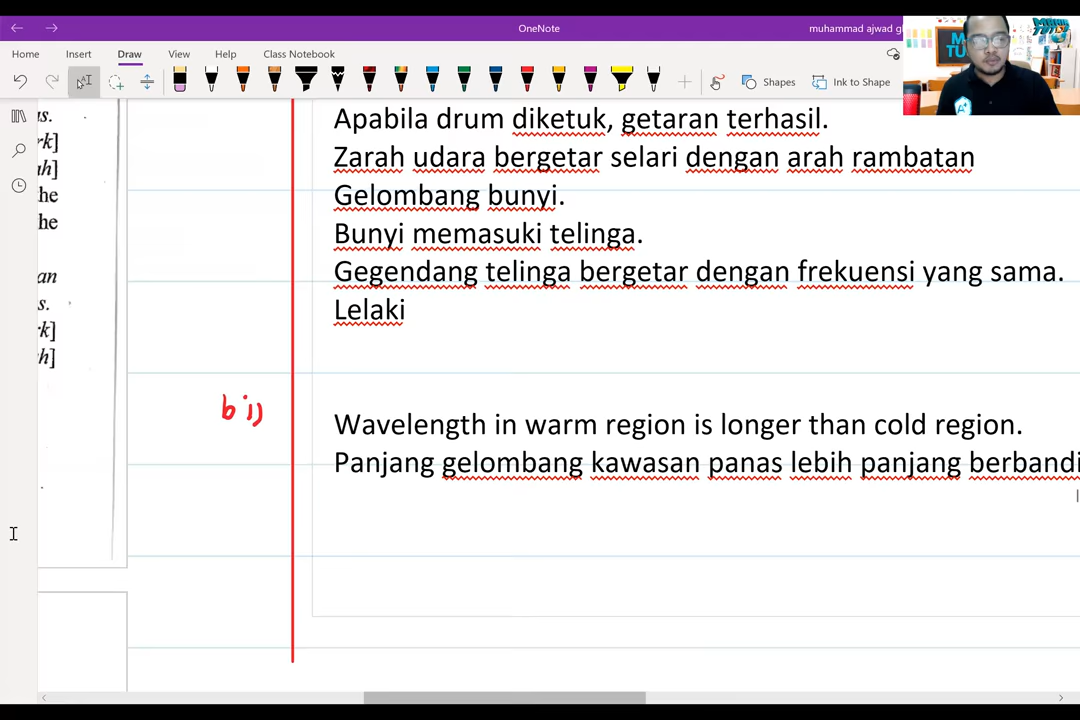 OneNote
muhammad ajwad
Home Insert Draw View Help Class Notebook
Shapes Ink to Shape
Apabila drum diketuk, getaran terhasil.
Zarah udara bergetar selari dengan arah rambatan
Gelombang bunyi.
Bunyi memasuki telinga.
Gegendang telinga bergetar dengan frekuensi yang sama.
Lelaki
b ii)
Wavelength in warm region is longer than cold region.
Panjang gelombang kawasan panas lebih panjang berbandi